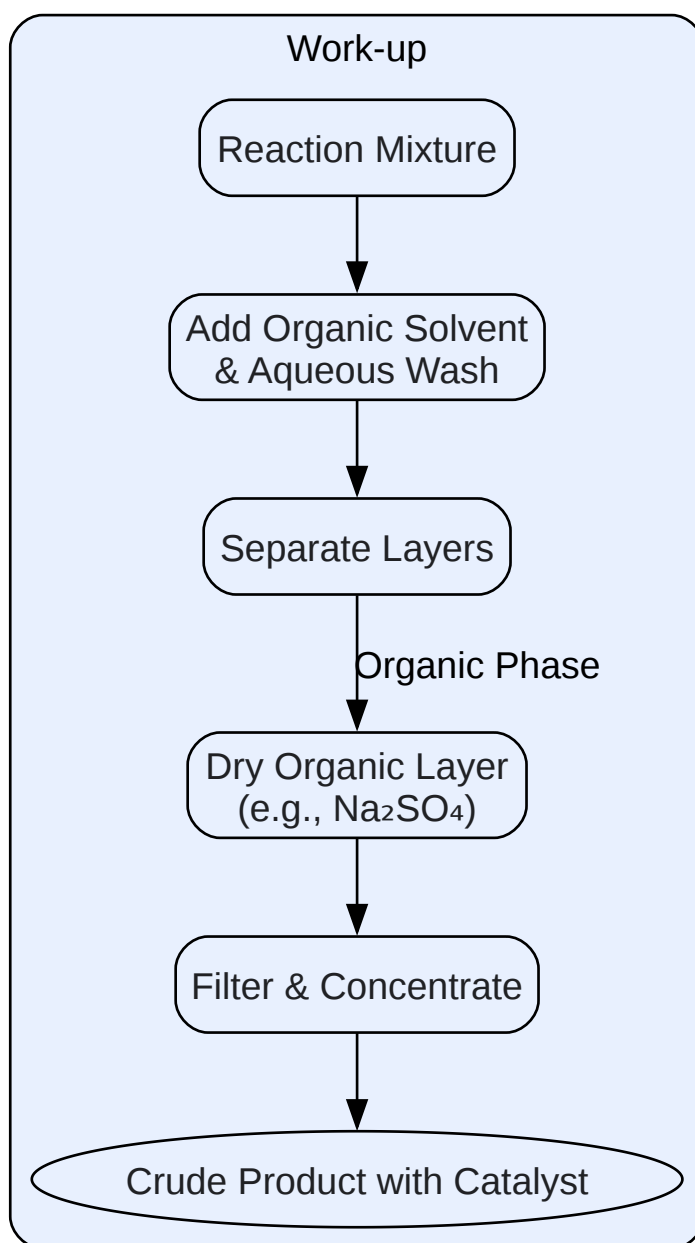 Work-up
Reaction Mixture
Add Organic Solvent
& Aqueous Wash
Separate Layers
Organic Phase
Dry Organic Layer
(e.g., Na₂SO₄)
Filter & Concentrate
Crude Product with Catalyst